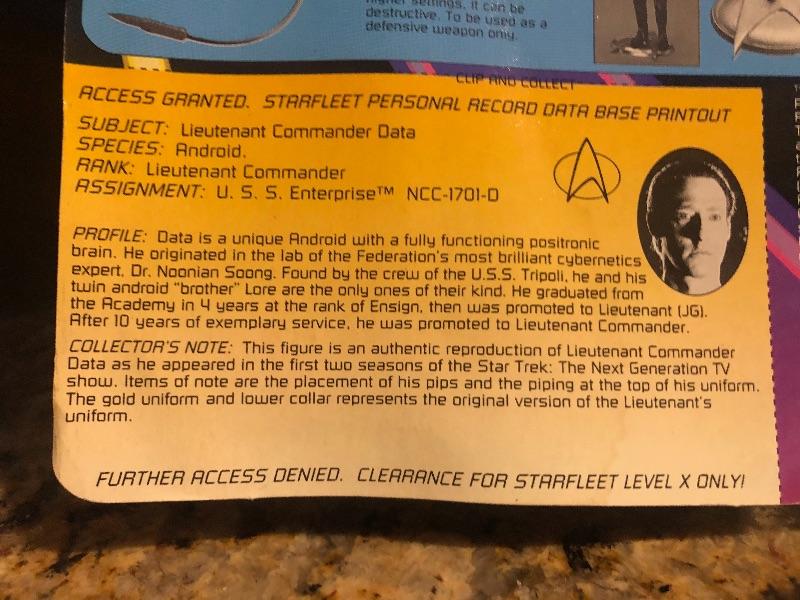 higher settings, it can be
destructive. To be used as a
defensive weapon only.
CLIP AND COLLECT
ACCESS GRANTED. STARFLEET PERSONAL RECORD DATA BASE PRINTOUT
SUBJECT: Lieutenant Commander Data
SPECIES: Android.
RANK: Lieutenant Commander
ASSIGNMENT: U. S. S. Enterprise™ NCC-1701-D
PROFILE: Data is a unique Android with a fully functioning positronic
brain. He originated in the lab of the Federation's most brilliant cybernetics
expert, Dr. Noonian Soong. Found by the crew of the U.S.S. Tripoli, he and his
twin android "brother" Lore are the only ones of their kind. He graduated from
the Academy in 4 years at the rank of Ensign, then was promoted to Lieutenant (JG).
After 10 years of exemplary service, he was promoted to Lieutenant Commander.
COLLECTOR'S NOTE: This figure is an authentic reproduction of Lieutenant Commander
Data as he appeared in the first two seasons of the Star Trek: The Next Generation TV
show. Items of note are the placement of his pips and the piping at the top of his uniform.
The gold uniform and lower collar represents the original version of the Lieutenant's
uniform.
FURTHER ACCESS DENIED. CLEARANCE FOR STARFLEET LEVEL X ONLY!